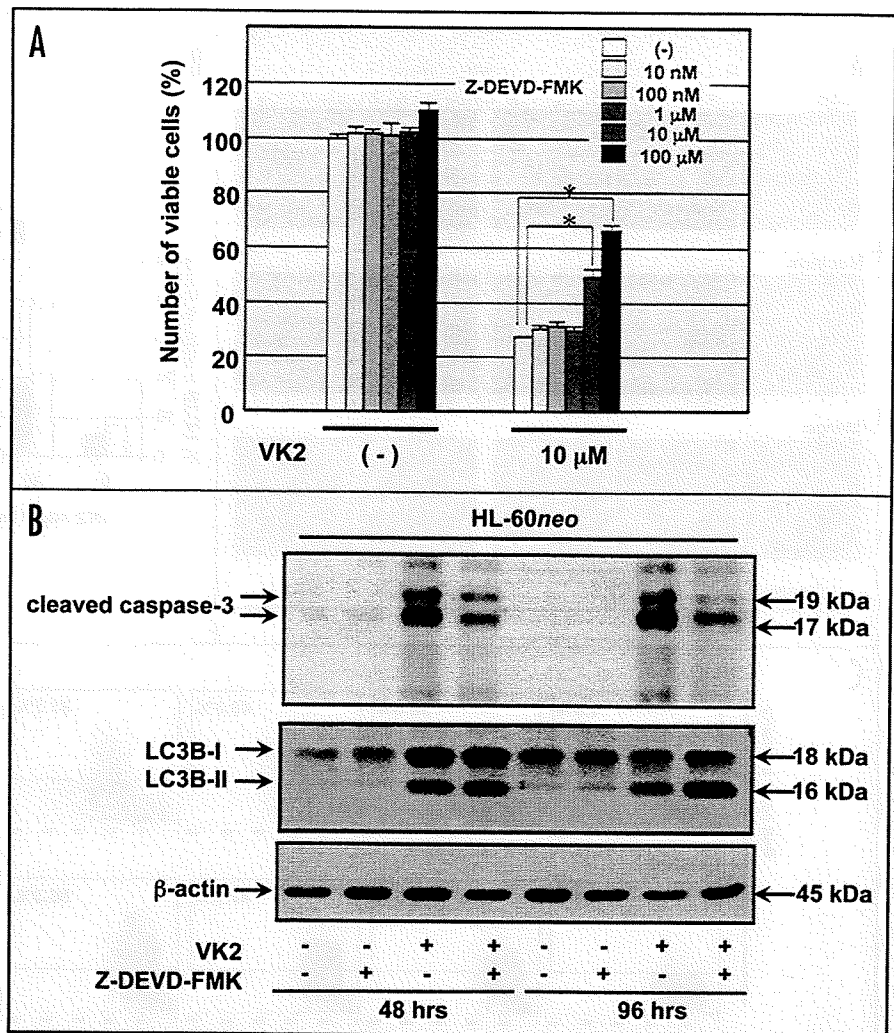 A
Number of viable cells (%)
120
100
80
60
40
20
0
Z-DEVD-FMK
(-)
10 nM
100 nM
1 μM
10 μM
100 μM
*
*
VK2 (-) 10 μM
B
HL-60neo
cleaved caspase-3
19 kDa
17 kDa
LC3B-I 18 kDa
LC3B-II 16 kDa
β-actin 45 kDa
VK2 - - + + - - + +
Z-DEVD-FMK - + - + - + - +
48 hrs 96 hrs